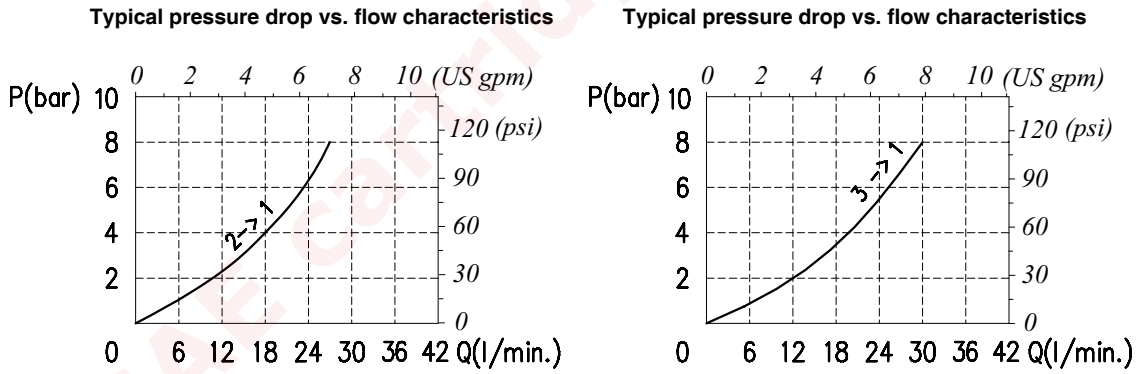 Typical pressure drop vs. flow characteristics
0 2 4 6 8 10 (US gpm)
P(bar) 10
8
6
4
2
0
120 (psi)
90
60
30
0
2→1
6 12 18 24 30 36 42 Q(l/min.)
Typical pressure drop vs. flow characteristics
0 2 4 6 8 10 (US gpm)
P(bar) 10
8
6
4
2
0
120 (psi)
90
60
30
0
3→1
6 12 18 24 30 36 42 Q(l/min.)